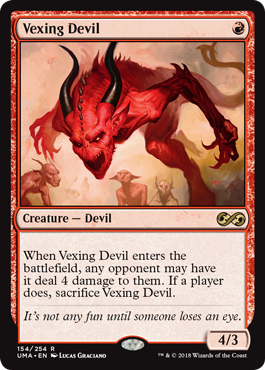 Vexing Devil
Creature — Devil
When Vexing Devil enters the
battlefield, any opponent may have
it deal 4 damage to them. If a player
does, sacrifice Vexing Devil.
It's not any fun until someone loses an eye.
4/3
154/254 R
UMA • EN LUCAS GRACIANO
™ & © 2018 Wizards of the Coast